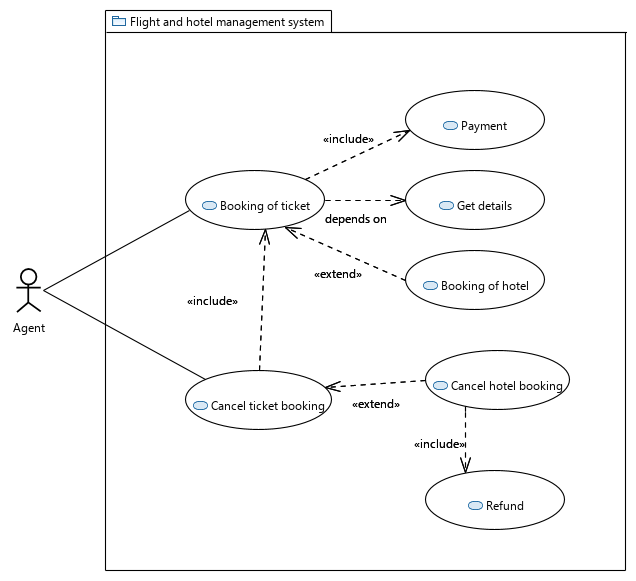 Flight and hotel management system
Payment
«include»
Booking of ticket
Get details
depends on
«extend»
Booking of hotel
«include»
Agent
Cancel hotel booking
Cancel ticket booking
«extend»
«include»
Refund